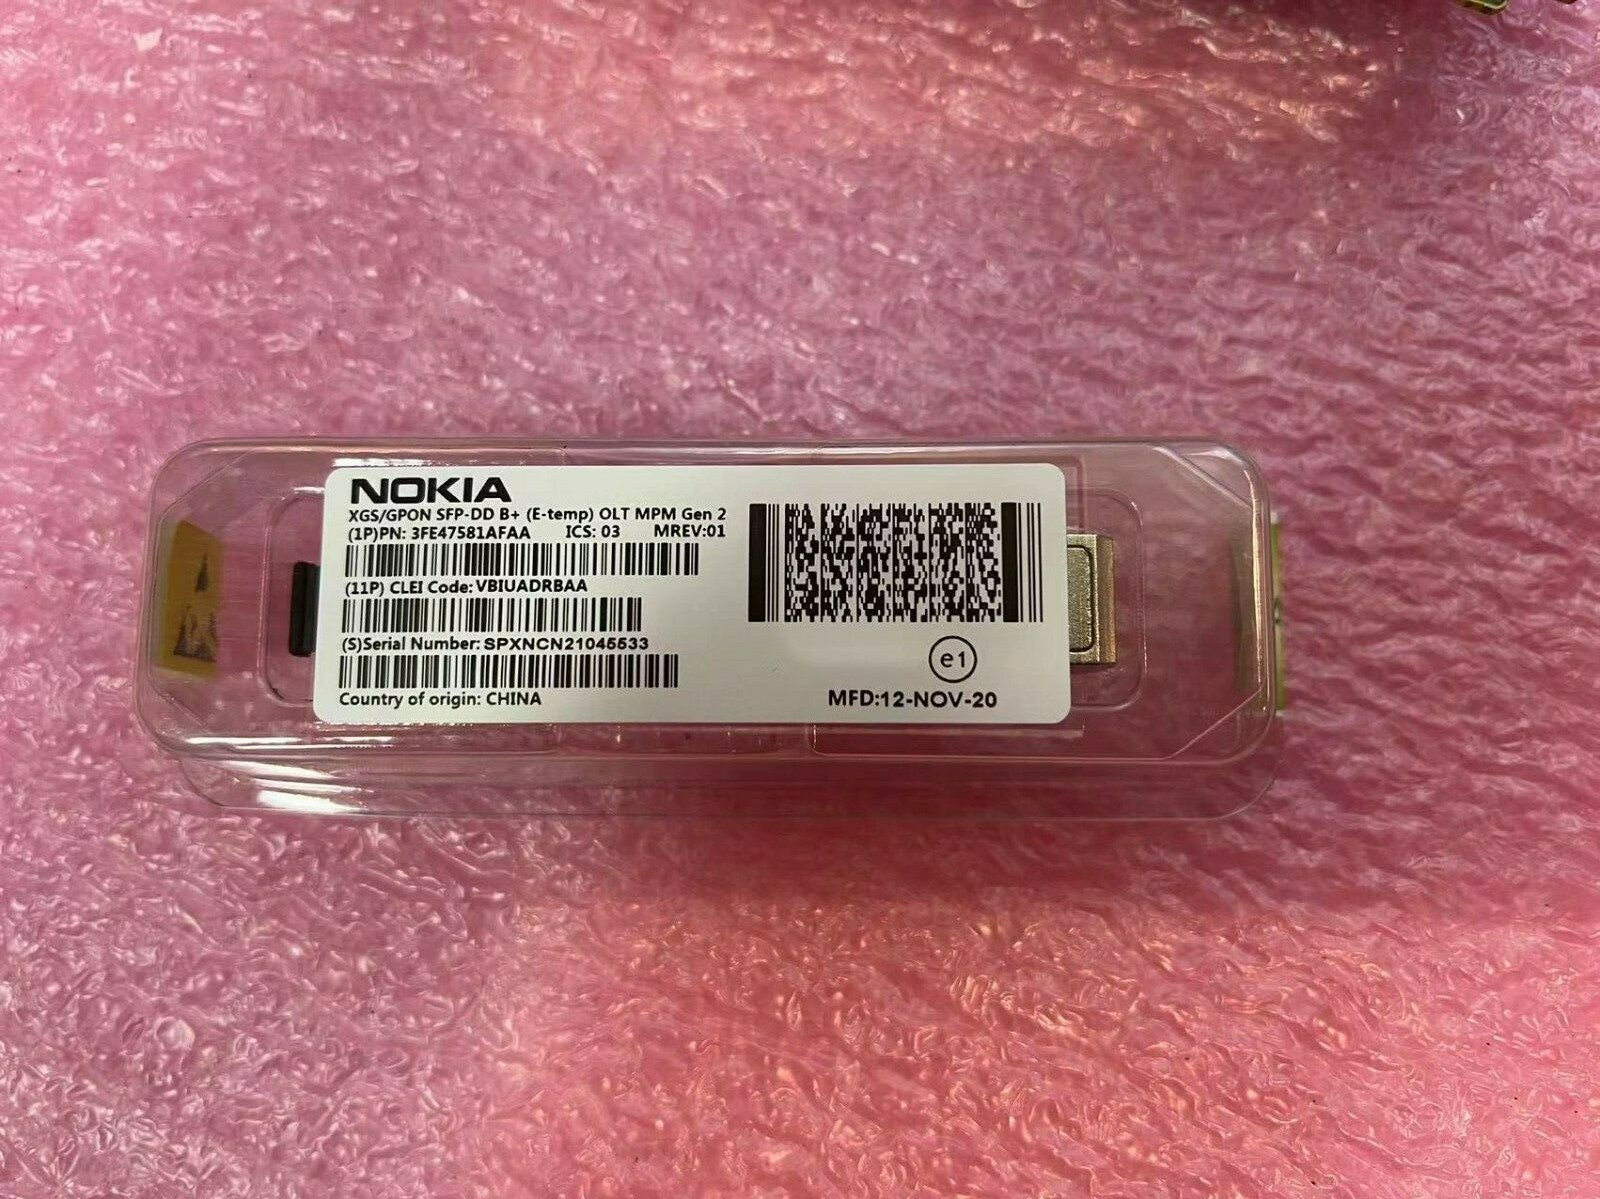 NOKIA
XGS/GPON SFP-DD B+ (E-temp) OLT MPM Gen 2
(1P)PN: 3FE47581AFAA ICS: 03 MREV:01
(11P) CLEI Code: VBIUADRBAA
(S)Serial Number: SPXNCN21045533
Country of origin: CHINA
e1
MFD:12-NOV-20